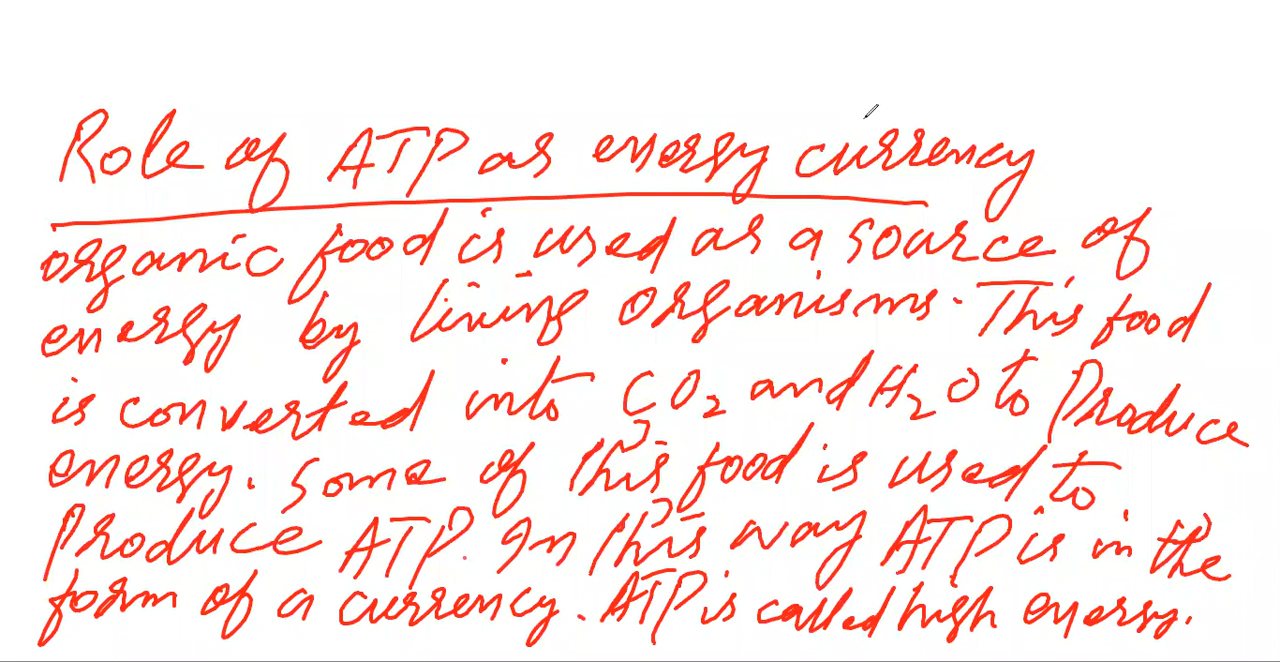 Role of ATP as energy currency
organic food is used as a source of
energy by living organisms. This food
is converted into CO₂ and H₂O to Produce
energy. some of this food is used to
Produce ATP. In this way ATP is in the
form of a currency. ATP is called high energy.